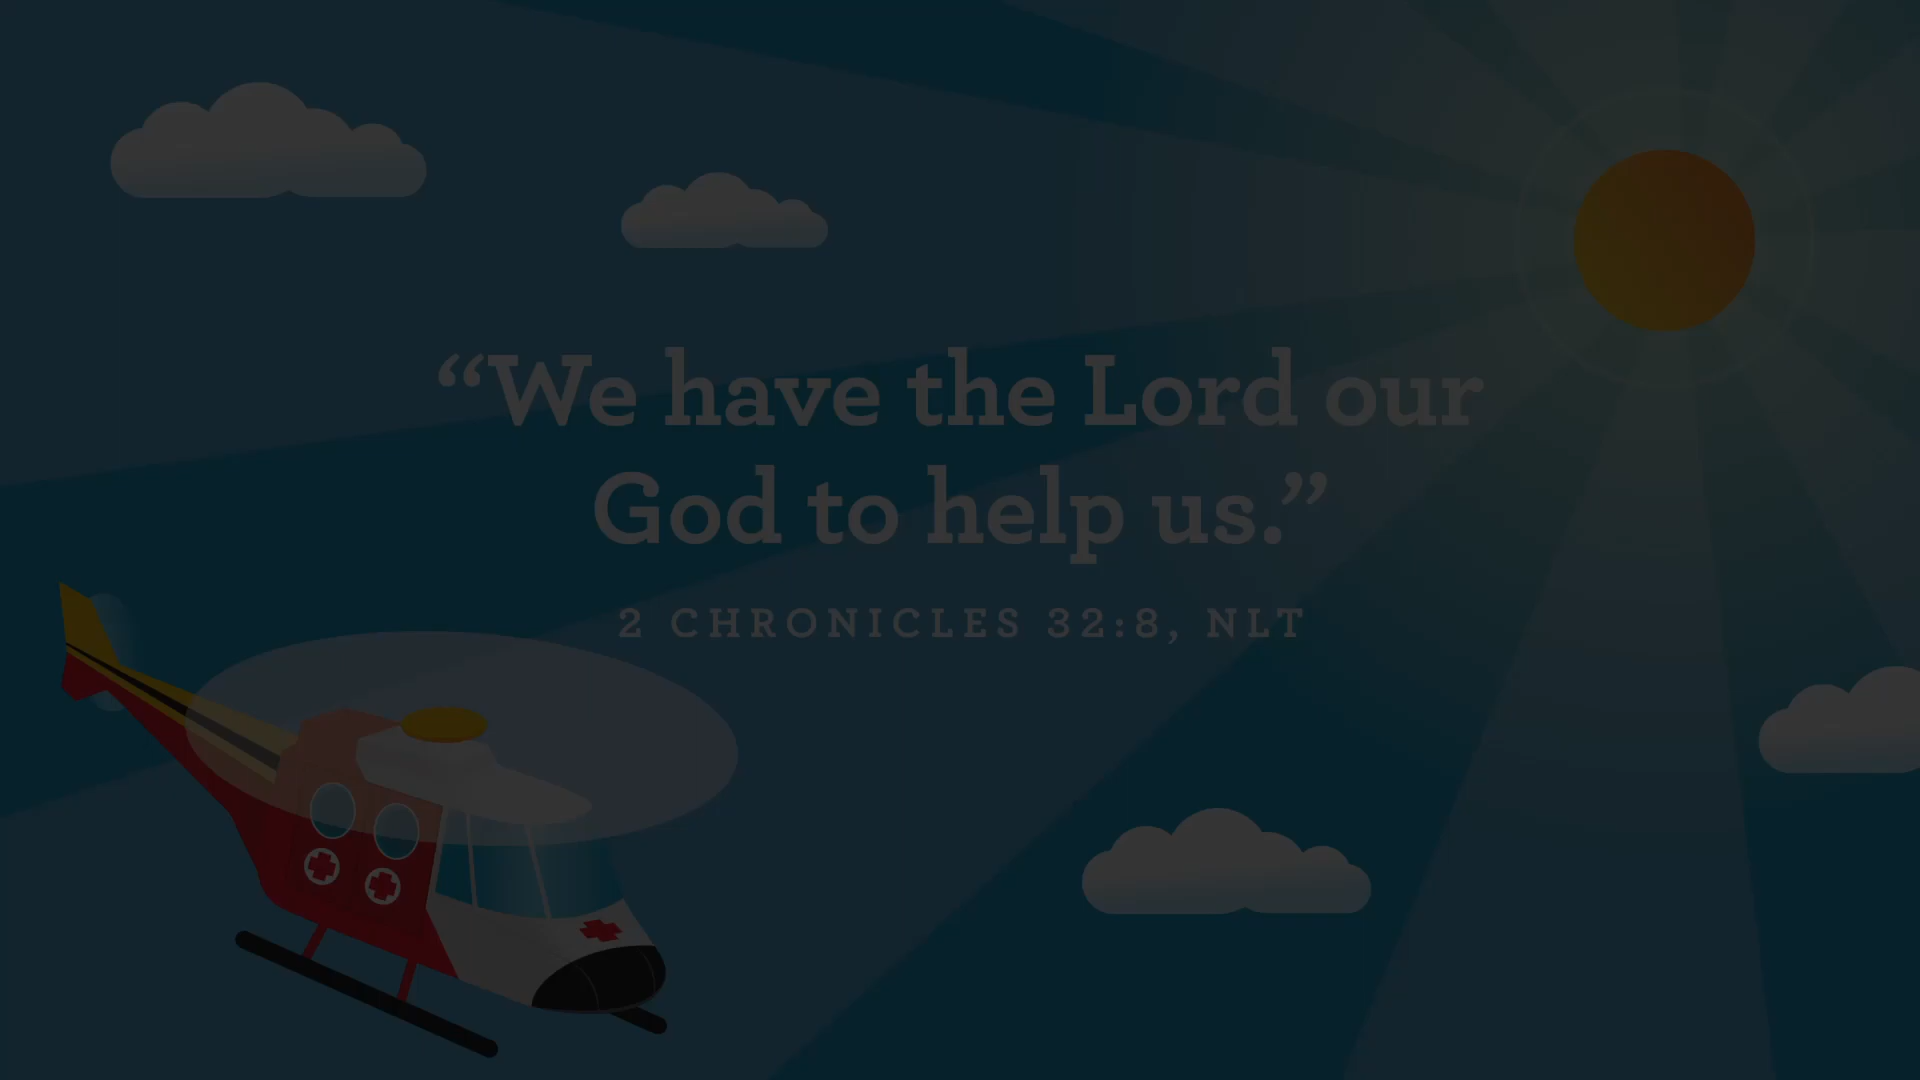 “We have the Lord our
God to help us.”
2 CHRONICLES 32:8, NLT